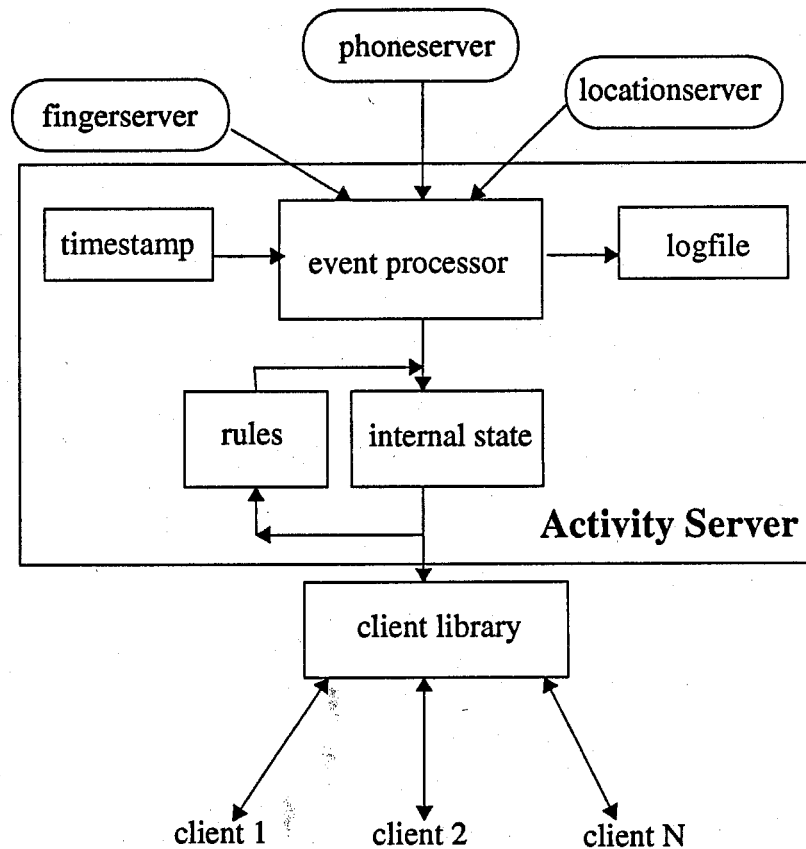 phoneserver
fingerserver
locationserver
timestamp
event processor
logfile
rules
internal state
Activity Server
client library
client 1
client 2
client N